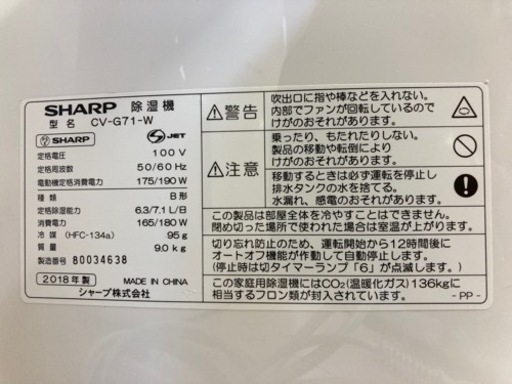 SHARP 除湿機
型 名 CV-G71-W
SHARP
S JET
定格電圧 100 V
定格周波数 50/60 Hz
電動機定格消費電力 175/190 W
種類 B形
定格除湿能力 6.3/7.1 L/日
消費電力 165/180 W
冷 媒 (HFC-134a) 95 g
質 量 9.0 kg
製造番号 80034638
2018年製
MADE IN CHINA
シャープ株式会社
警告
吹出口に指や棒などを入れない。
内部でファンが回転しているので
けがのおそれがあります。
注意
乗ったり、もたれたりしない。
製品の移動や転倒により
けがのおそれがあります。
移動するときは必ず運転を停止し
排水タンクの水を捨てる。
水漏れ、感電のおそれがあります。
この製品は部屋全体を冷やすことはできません。
閉め切った場所で使われた場合は室温が上がります。
切り忘れ防止のため、運転開始から12時間後に
オートオフ機能が作動して自動停止します。
(停止時は切タイマーランプ「6」が点滅します。)
この家庭用除湿機にはCO₂(温暖化ガス)136kgに
相当するフロン類が封入されています。
- PP -